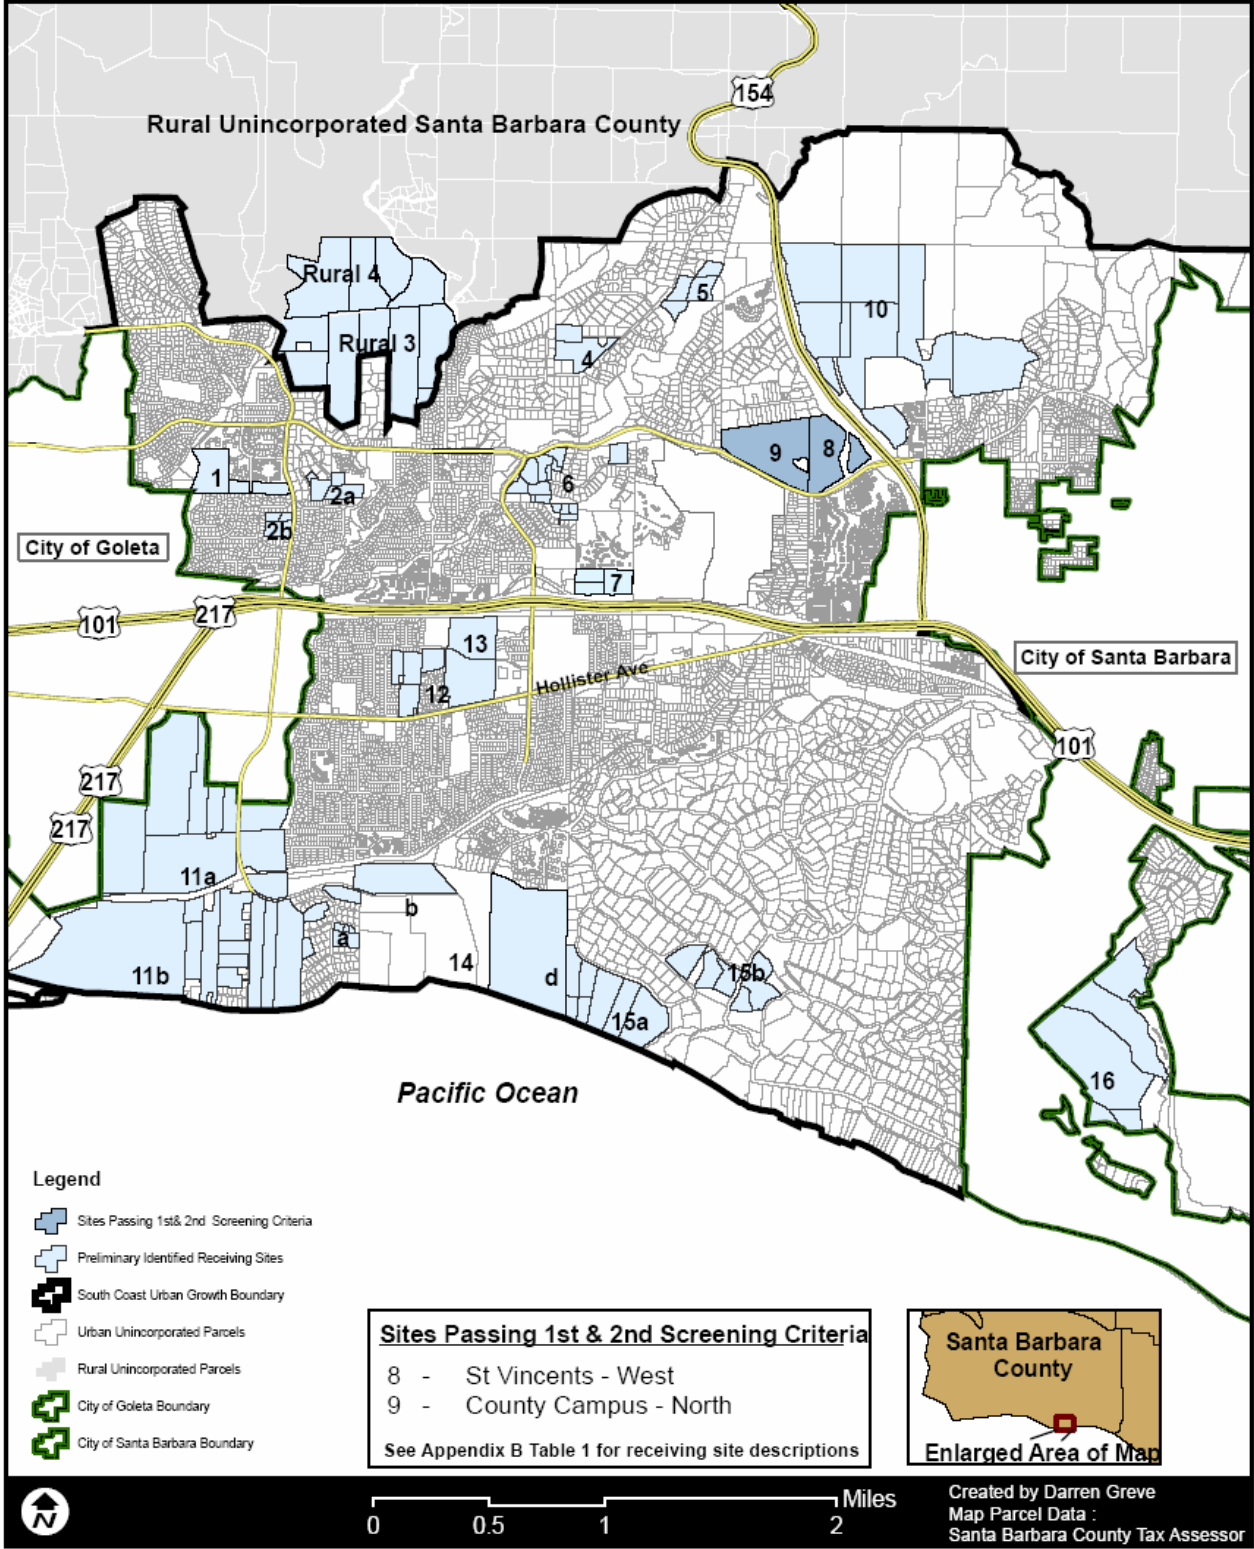 154
Rural Unincorporated Santa Barbara County
Rural 4
5
10
Rural 3
4
9
8
1
2a
6
2b
City of Goleta
7
101
217
13
City of Santa Barbara
Hollister Ave
12
101
217
217
11a
b
a
14
11b
d
15b
15a
16
Pacific Ocean
Legend
Sites Passing 1st& 2nd Screening Criteria
Preliminary Identified Receiving Sites
South Coast Urban Growth Boundary
Urban Unincorporated Parcels
Rural Unincorporated Parcels
City of Goleta Boundary
City of Santa Barbara Boundary
Sites Passing 1st & 2nd Screening Criteria
8 - St Vincents - West
9 - County Campus - North
See Appendix B Table 1 for receiving site descriptions
Santa Barbara
County
Enlarged Area of Map
N
Miles
0 0.5 1 2
Created by Darren Greve
Map Parcel Data :
Santa Barbara County Tax Assessor